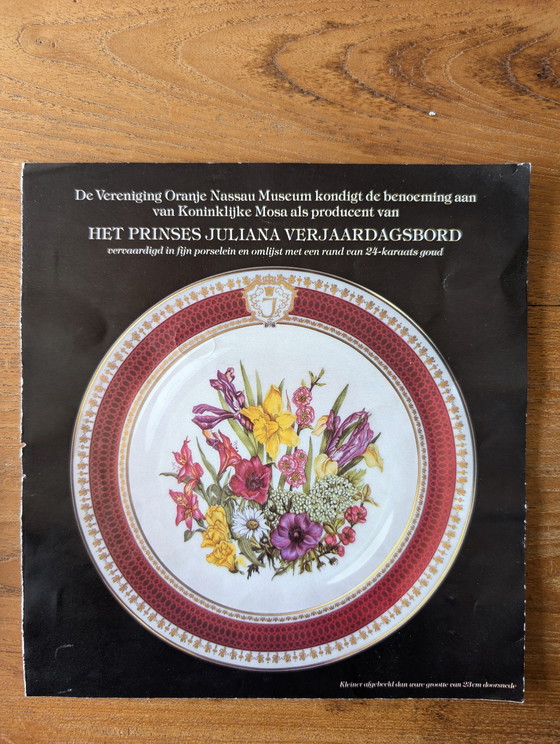 De Vereniging Oranje Nassau Museum kondigt de benoeming aan
van Koninklijke Mosa als producent van
HET PRINSES JULIANA VERJAARDAGSBORD
vervaardigd in fijn porselein en omlijst met een rand van 24-karaats goud
J
Kleiner afgebeeld dan ware grootte van 23cm doorsnede